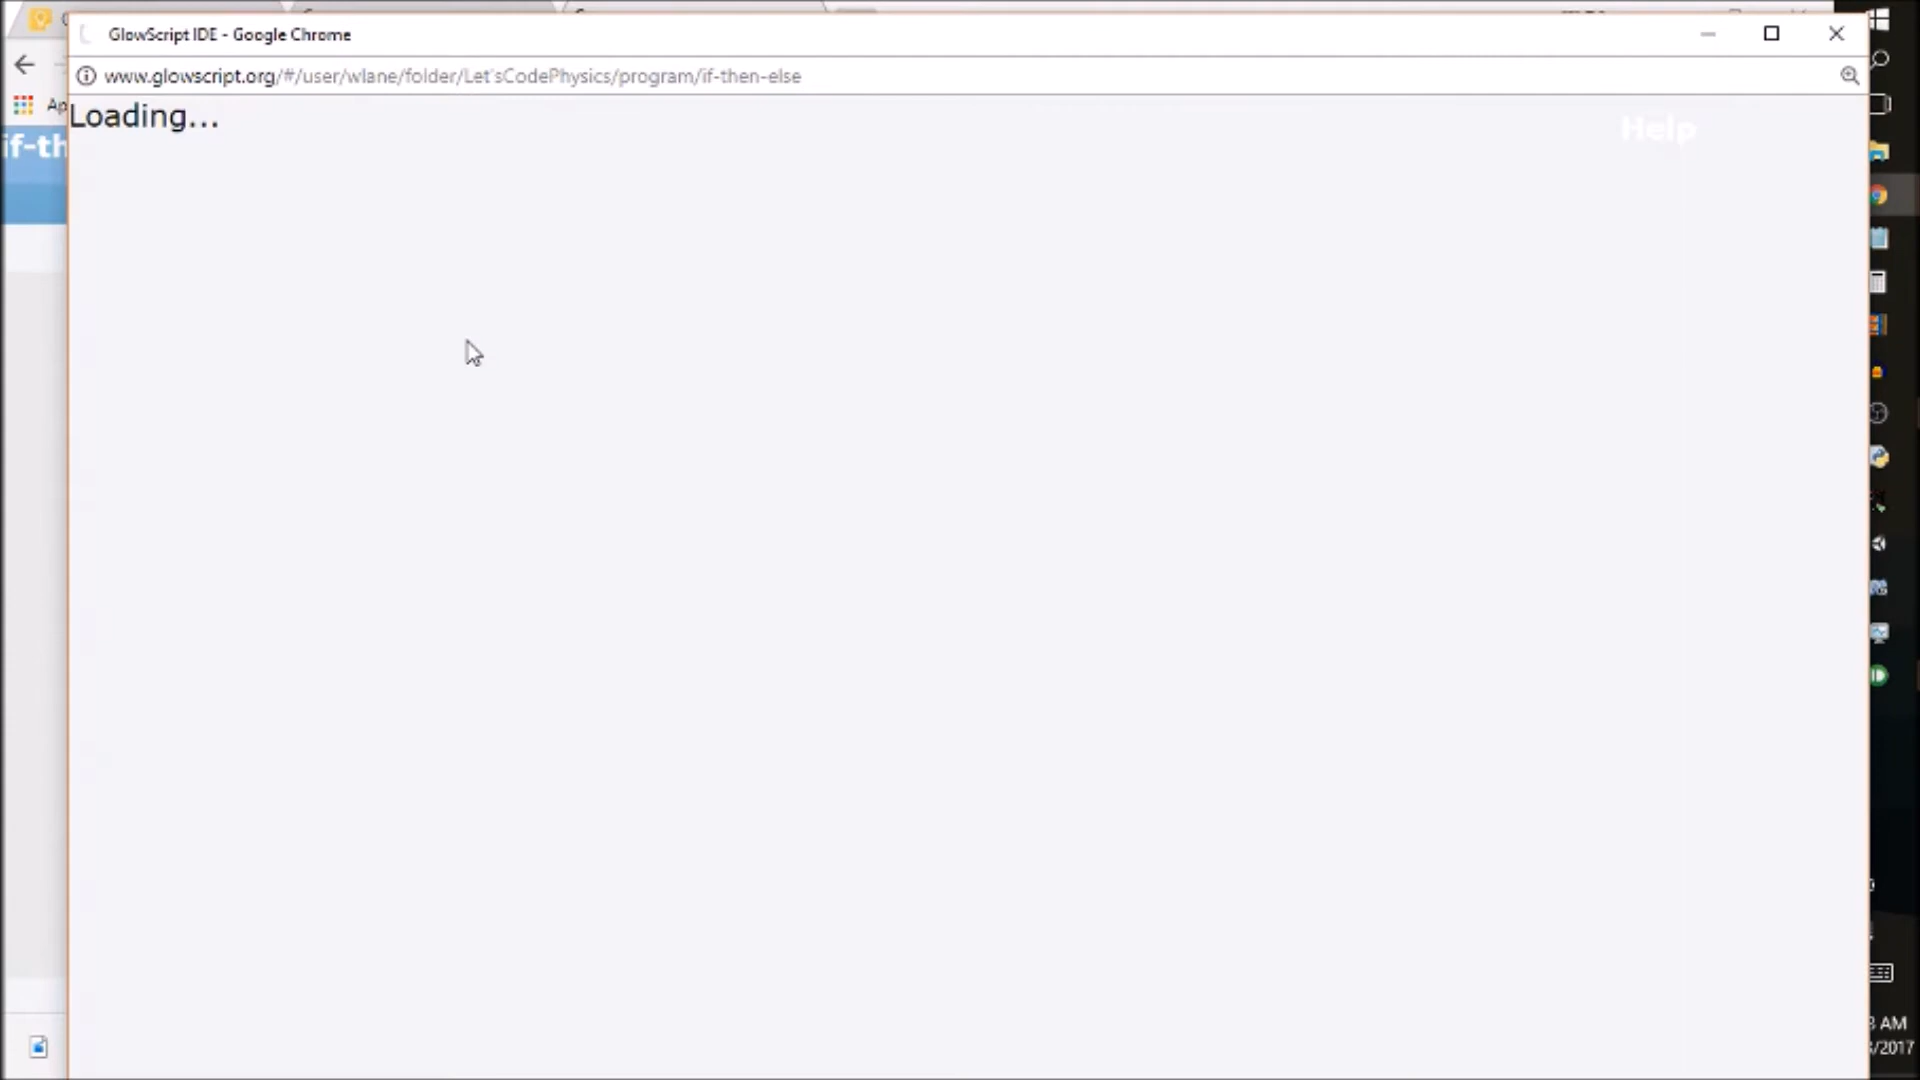 GlowScript IDE - Google Chrome
www.glowscript.org/#/user/wlane/folder/Let'sCodePhysics/program/if-then-else
Ap
Loading...
Help
if-th
AM
/2017